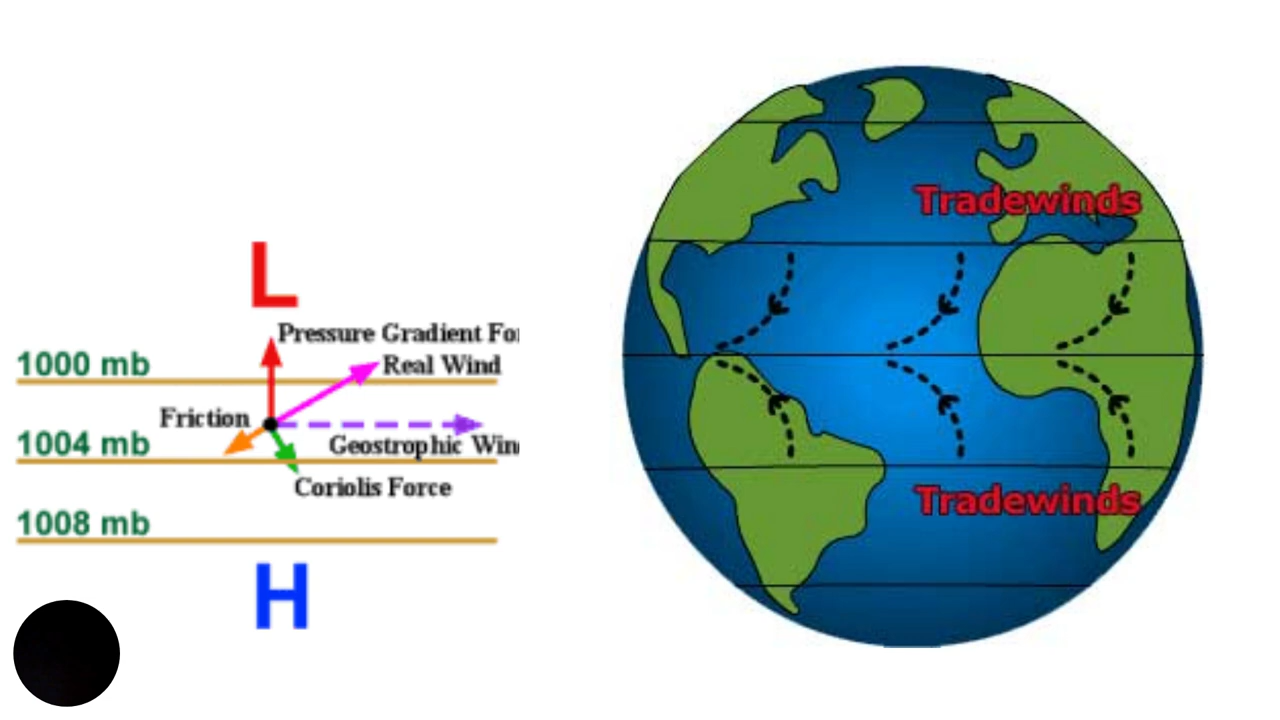 L
Pressure Gradient Fo
1000 mb
Real Wind
Friction
1004 mb
Geostrophic Win
Coriolis Force
1008 mb
H
Tradewinds
Tradewinds